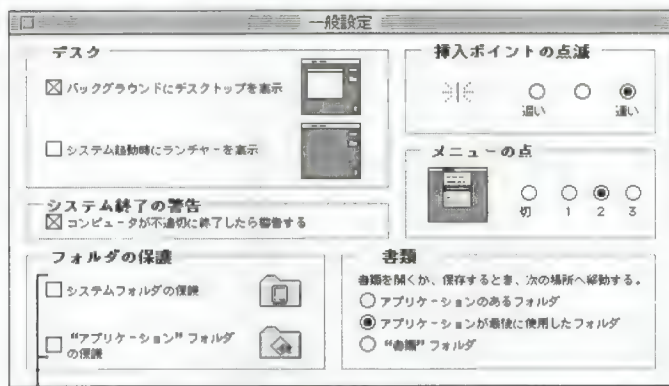 一般設定
デスク
バックグラウンドにデスクトップを表示
システム起動時にランチャーを表示
システム終了の警告
コンピュータが不適切に終了したら警告する
フォルダの保護
システムフォルダの保護
“アプリケーション”フォルダ
の保護
挿入ポイントの点滅
遅い 速い
メニューの点
切 1 2 3
書類
書類を開くか、保存するとき、次の場所へ移動する。
アプリケーションのあるフォルダ
アプリケーションが最後に使用したフォルダ
“書類”フォルダ